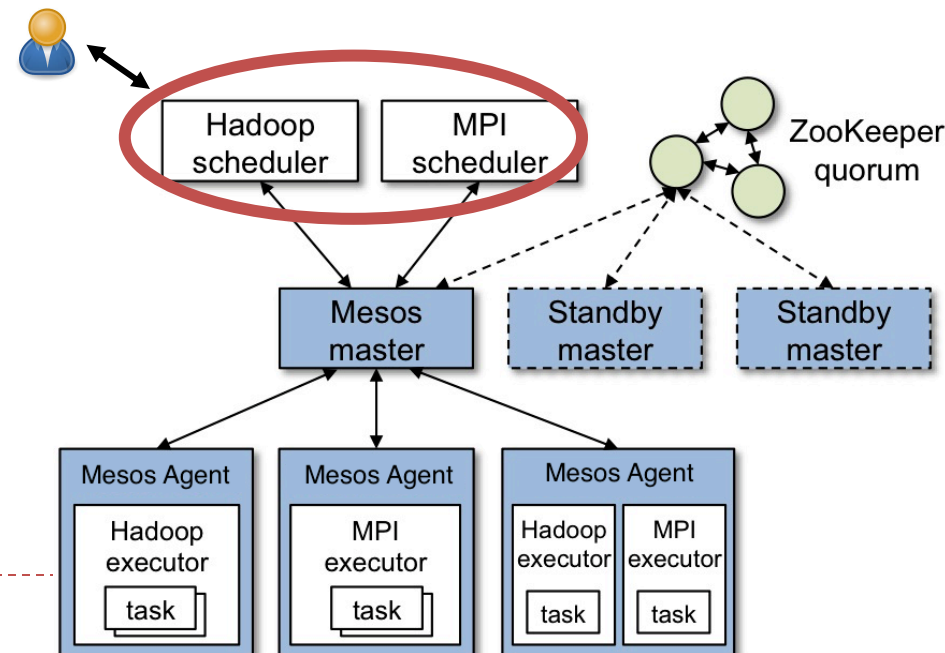 Hadoop
scheduler
MPI
scheduler
ZooKeeper
quorum
Mesos
master
Standby
master
Standby
master
Mesos Agent
Hadoop
executor
task
Mesos Agent
MPI
executor
task
Mesos Agent
Hadoop
executor
task
MPI
executor
task